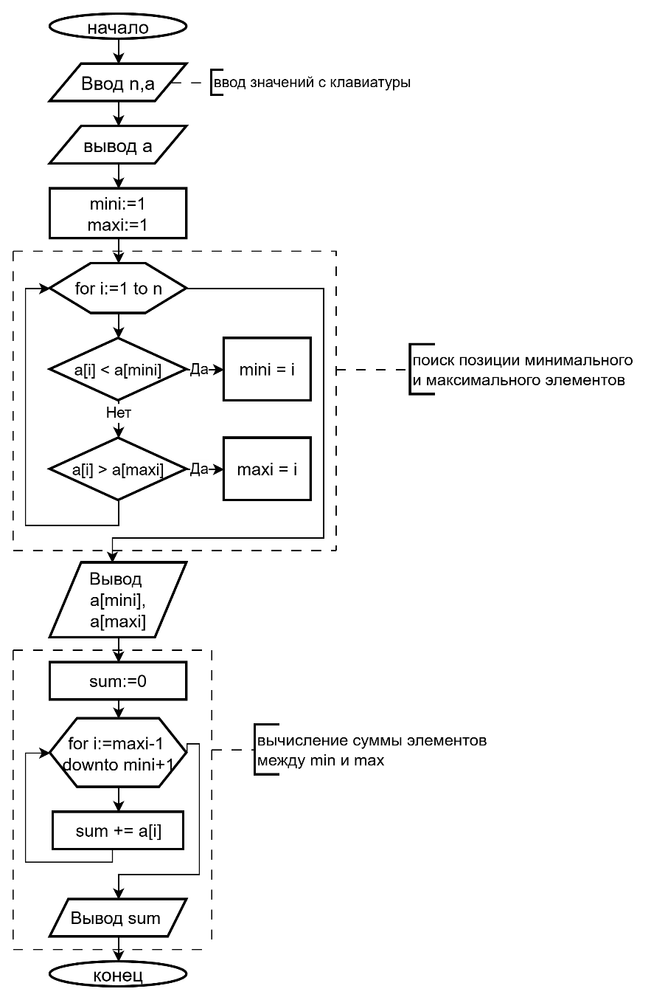 начало
Ввод n,a
ввод значений с клавиатуры
вывод a
mini:=1
maxi:=1
for i:=1 to n
a[i] < a[mini]
Да
mini = i
поиск позиции минимального
и максимального элементов
Нет
a[i] > a[maxi]
Да
maxi = i
Вывод
a[mini],
a[maxi]
sum:=0
for i:=maxi-1
downto mini+1
вычисление суммы элементов
между min и max
sum += a[i]
Вывод sum
конец